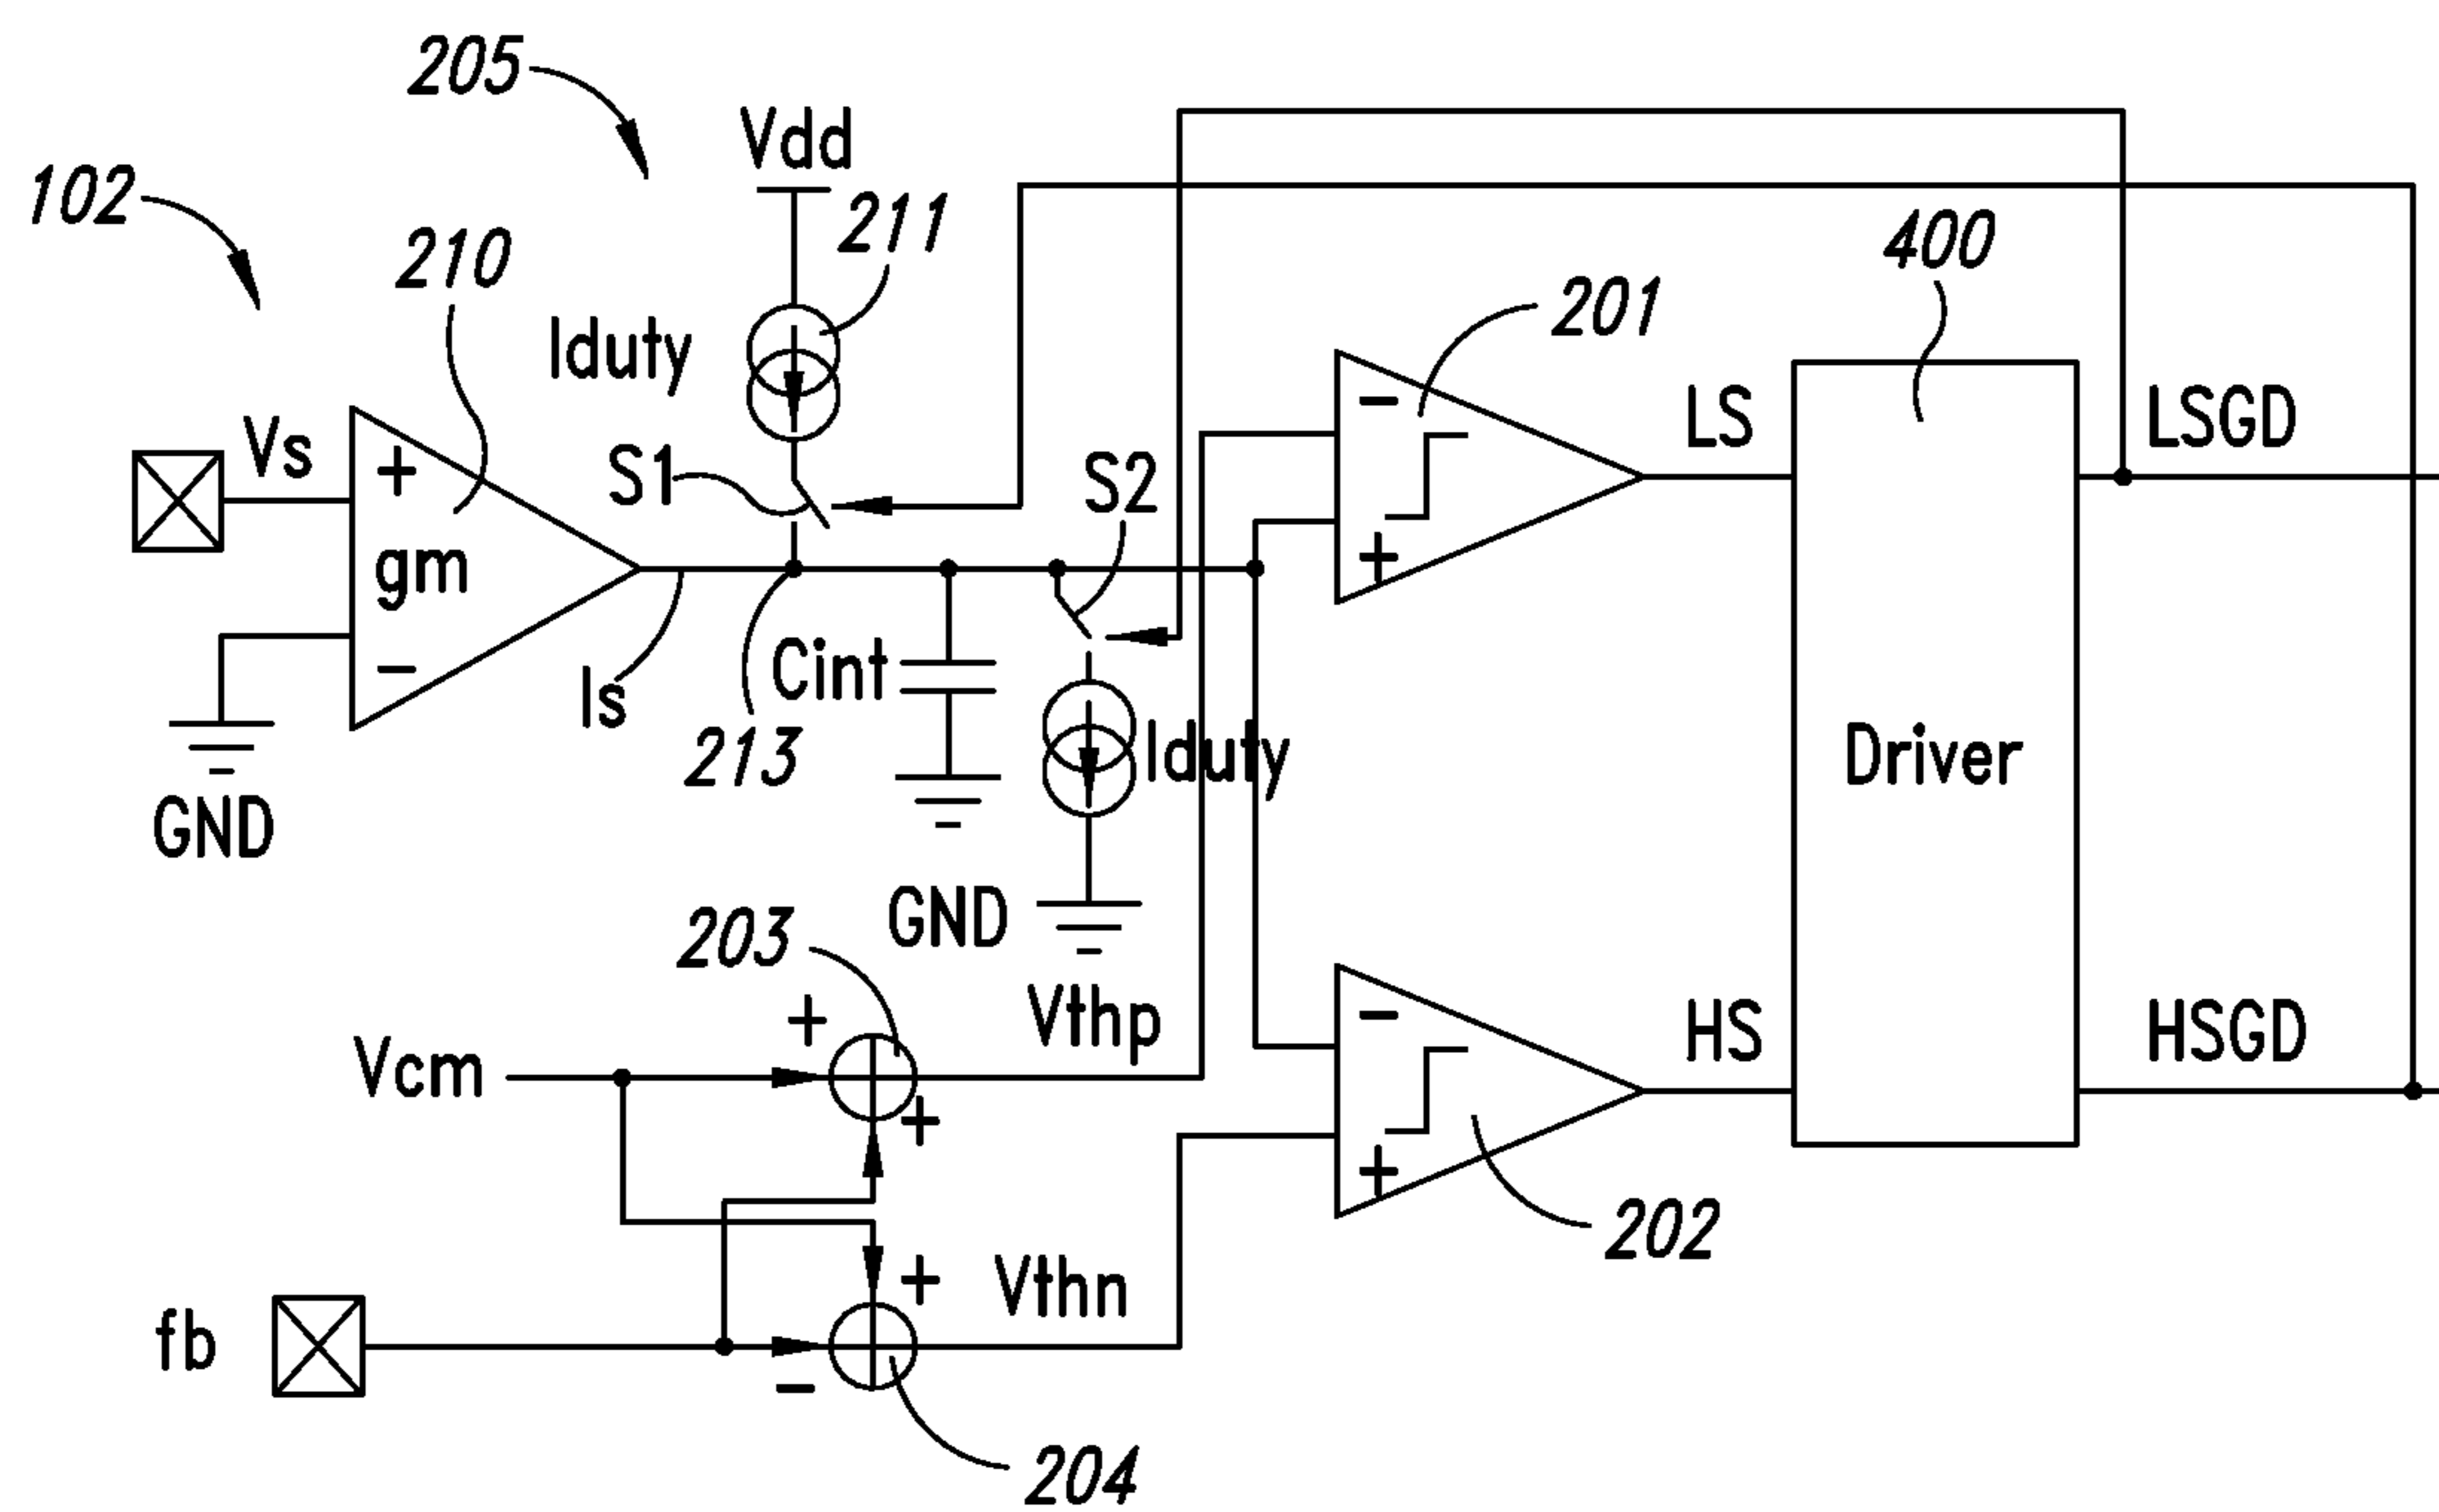 205
Vdd
102
211
210
400
Iduty
201
Vs
+
-
LS
LSGD
S1
S2
gm
+
-
Cint
Is
213
Iduty
Driver
GND
GND
203
+
Vthp
-
HS
HSGD
Vcm
+
+
202
+
Vthn
fb
-
204